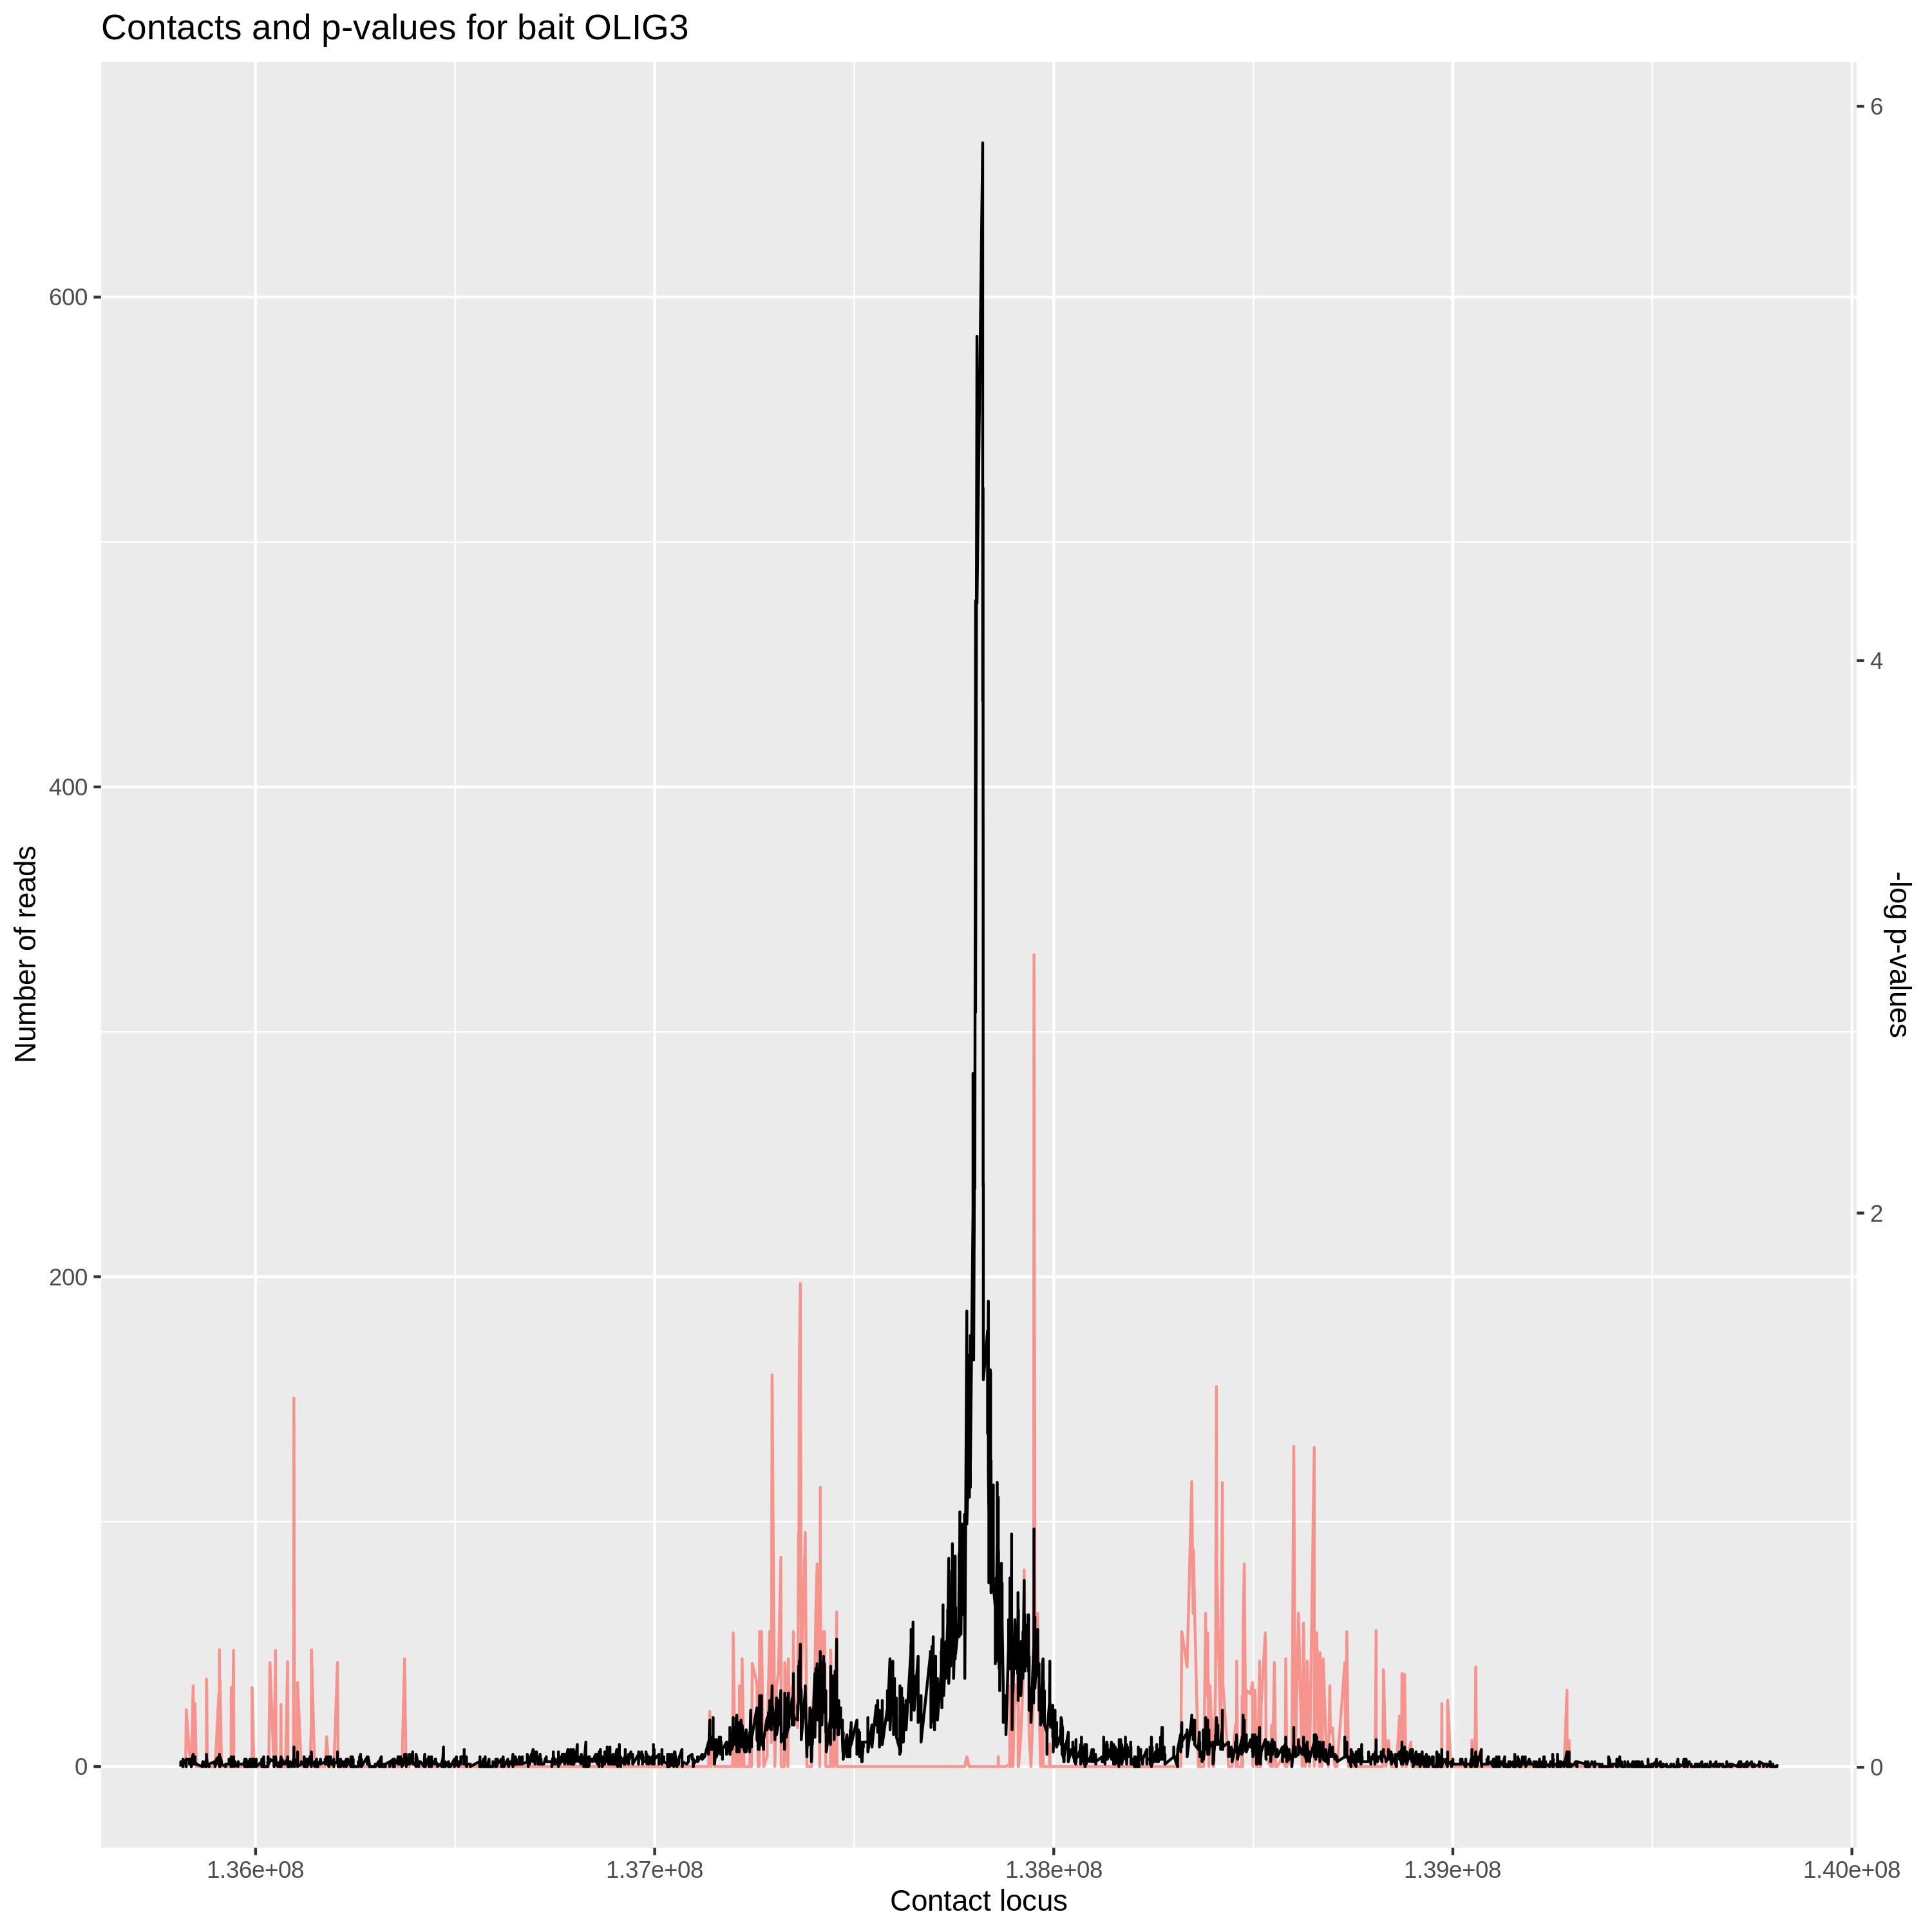 Contacts and p-values for bait OLIG3
6
600
4
400
Number of reads
-log p-values
2
200
0
0
1.36e+08
1.37e+08
1.38e+08
1.39e+08
1.40e+08
Contact locus